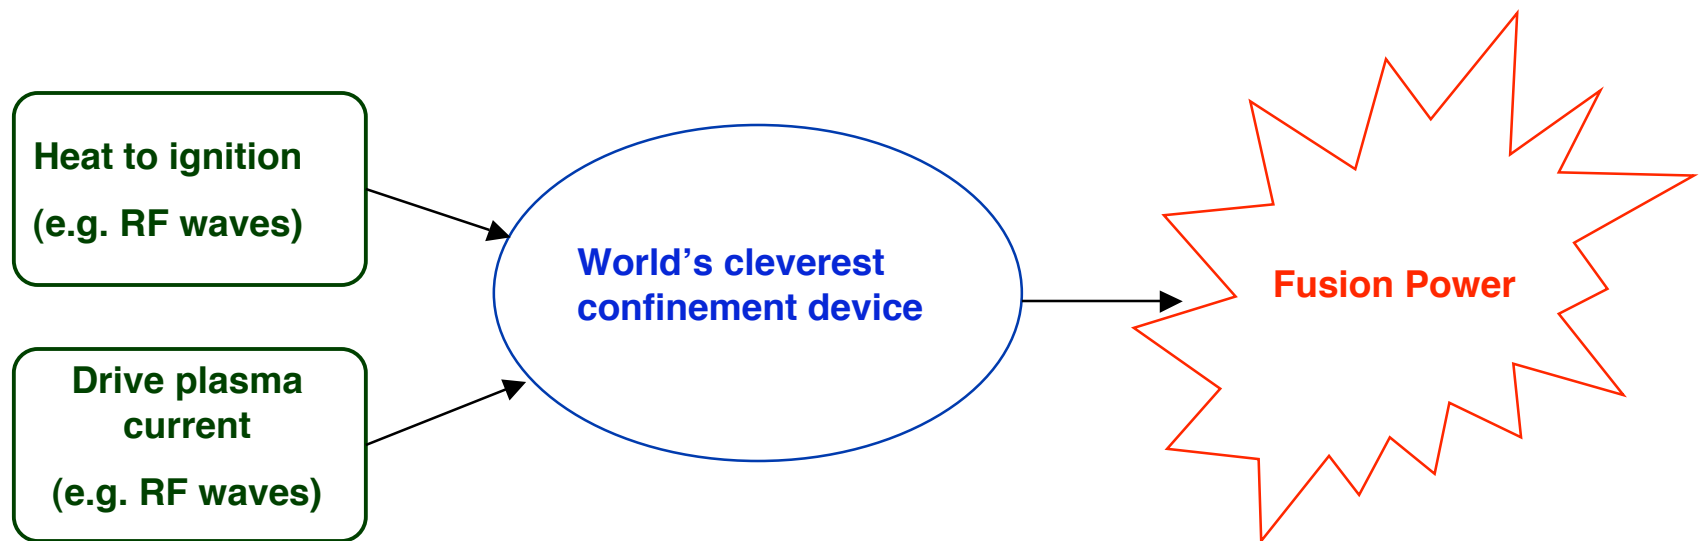 Heat to ignition
(e.g. RF waves)
Drive plasma
current
(e.g. RF waves)
World’s cleverest
confinement device
Fusion Power